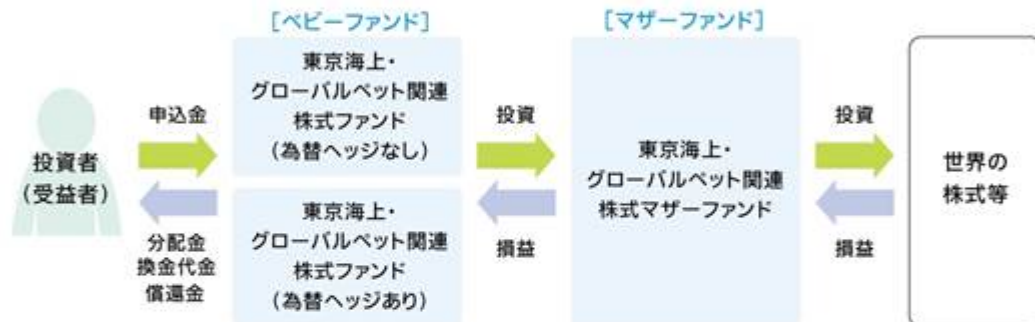 [ベビーファンド]
[マザーファンド]
投資者
(受益者)
申込金
分配金
換金代金
償還金
東京海上・
グローバルペット関連
株式ファンド
(為替ヘッジなし)
東京海上・
グローバルペット関連
株式ファンド
(為替ヘッジあり)
投資
損益
東京海上・
グローバルペット関連
株式マザーファンド
投資
損益
世界の
株式等